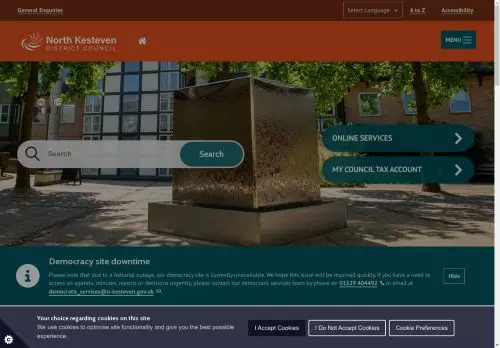 General Enquiries
Select Language
A to Z
Accessibility
North Kesteven
DISTRICT COUNCIL
MENU
Search
Search
ONLINE SERVICES
MY COUNCIL TAX ACCOUNT
Democracy site downtime
Please note that due to a national outage, our democracy site is currently unavailable. We hope this issue will be resolved quickly. If you have a need to
access an agenda, minutes, report or decisions urgently, please contact our democratic services team by phone on 01529 404492 or email at
democratic_services@n-kesteven.gov.uk.
Hide
Your choice regarding cookies on this site
We use cookies to optimise site functionality and give you the best possible
experience.
I Accept Cookies
I Do Not Accept Cookies
Cookie Preferences